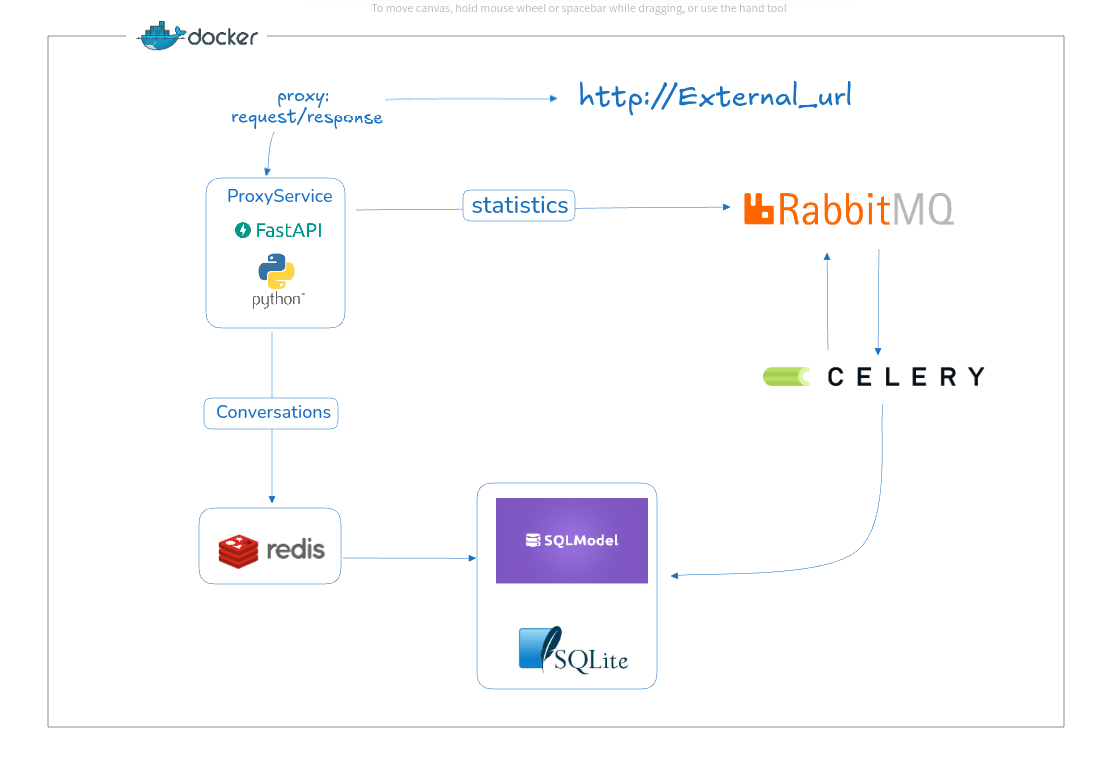 To move canvas, hold mouse wheel or spacebar while dragging, or use the hand tool
docker
proxy:
request/response
http://External_url
ProxyService
FastAPI
python™
statistics
RabbitMQ
CELERY
Conversations
redis
SQLModel
SQLite